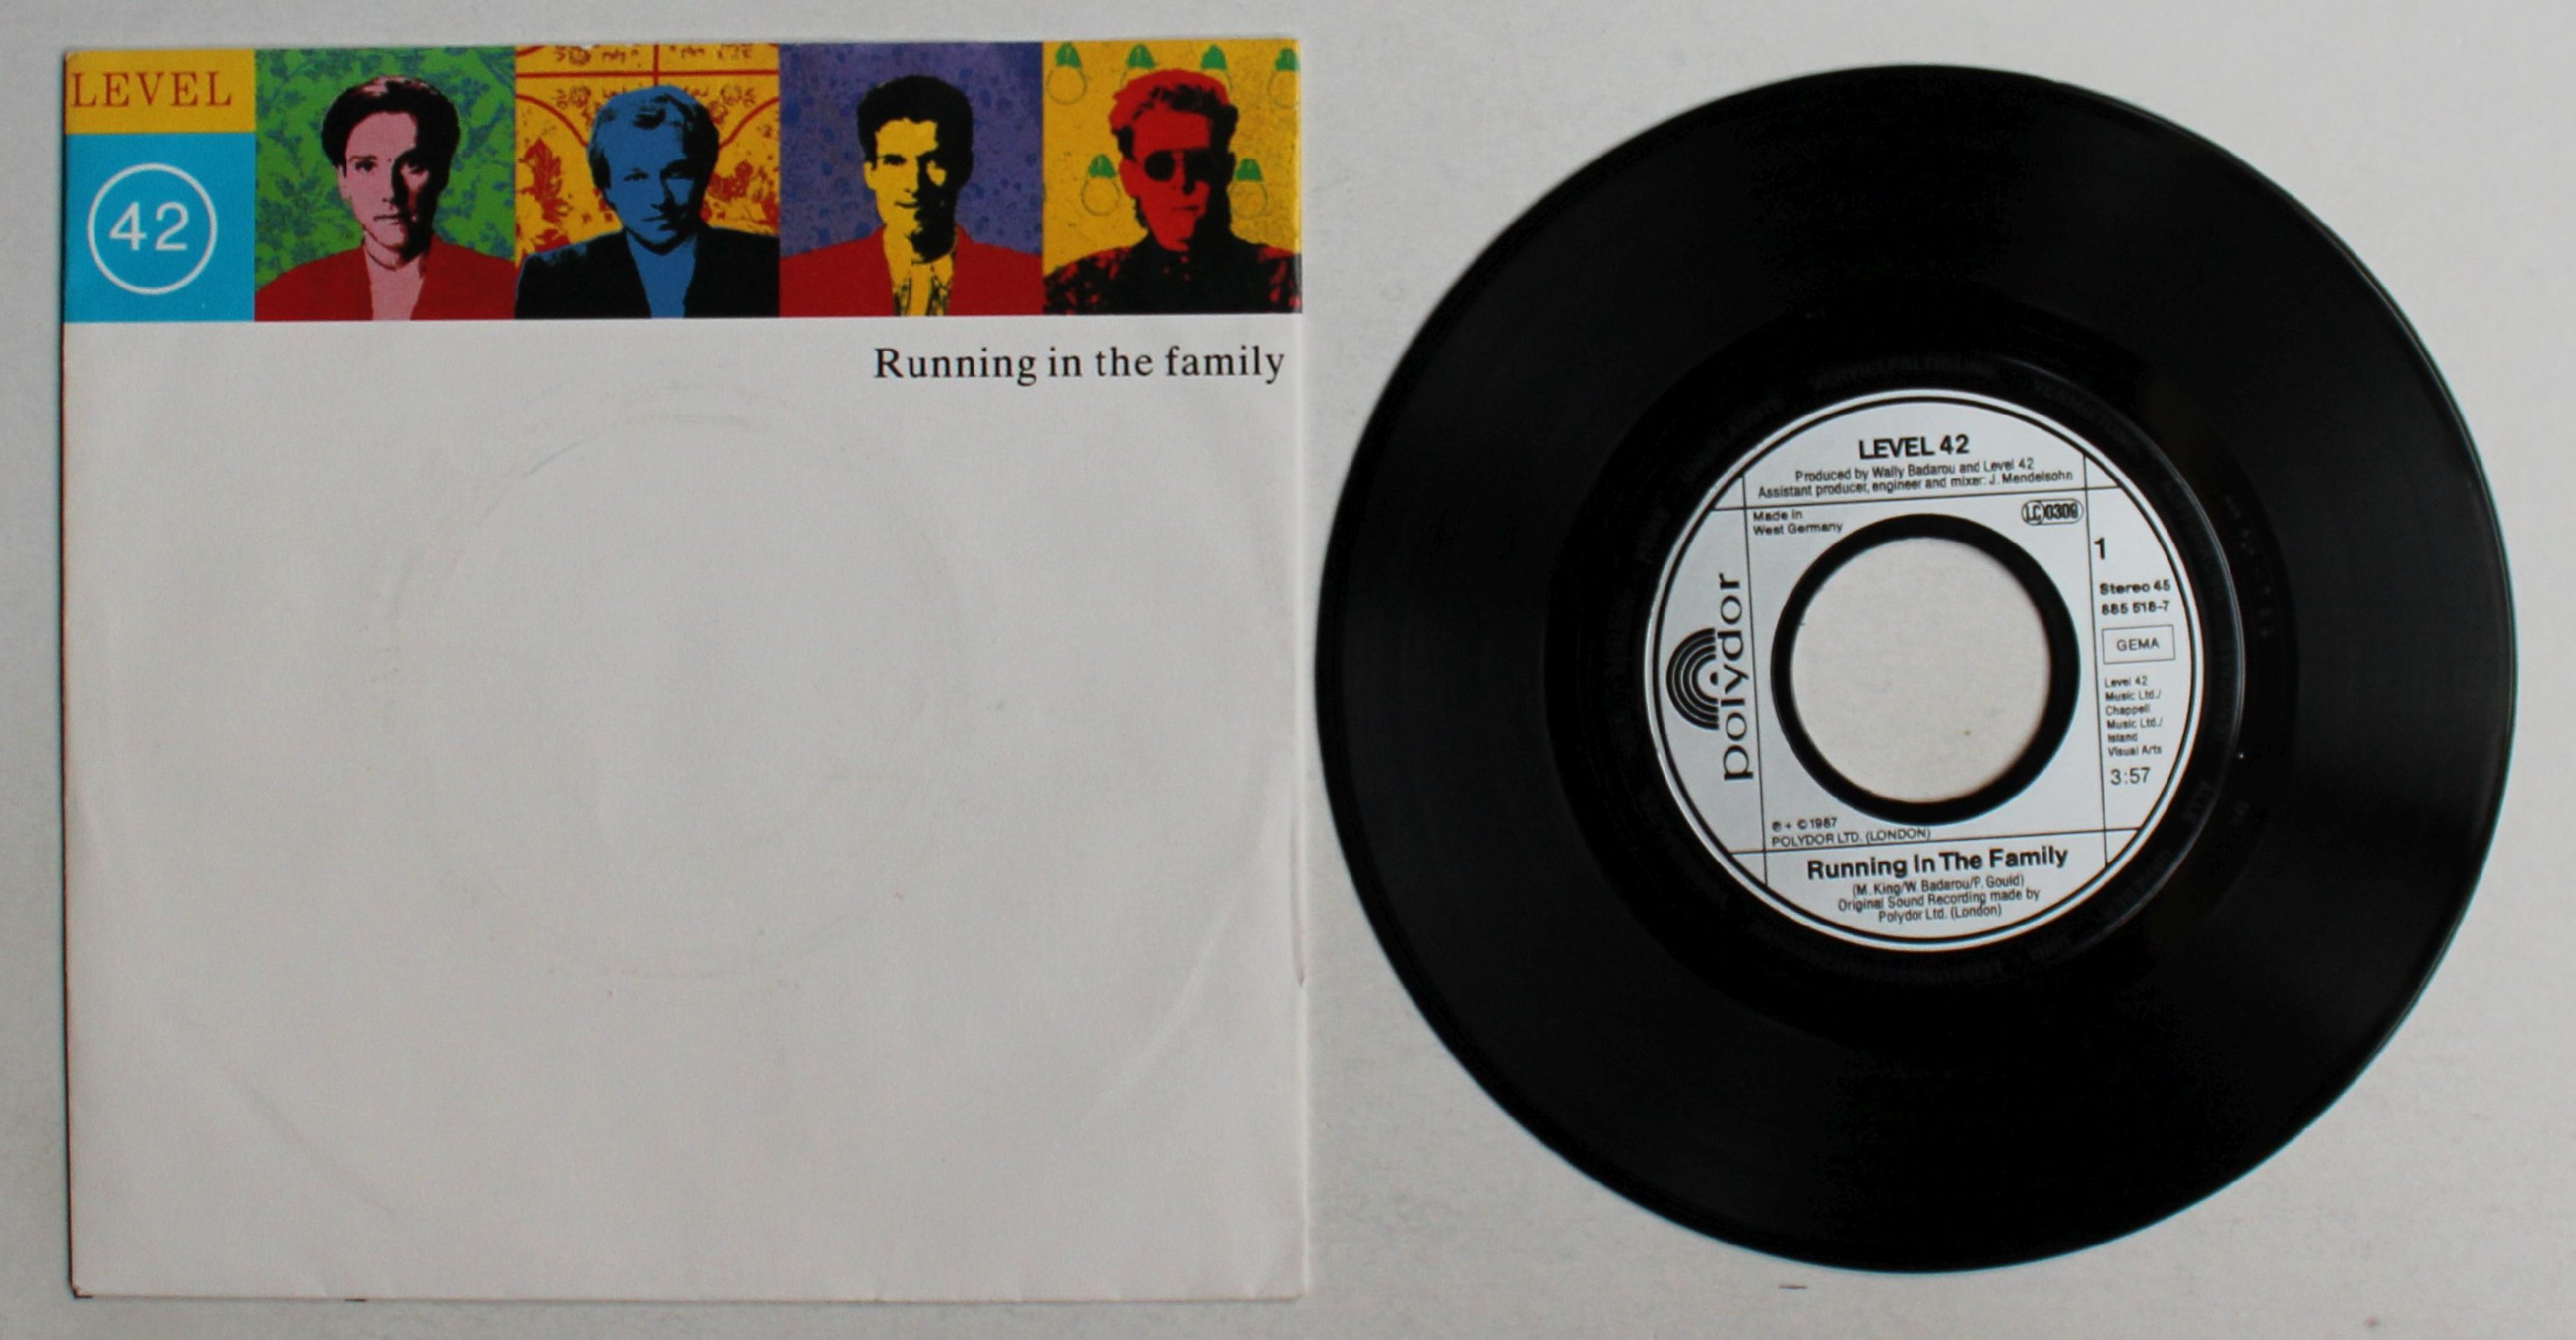 LEVEL
42
Running in the family
LEVEL 42
Produced by Wally Badarou and Level 42
Assistant producer, engineer and mixer: J. Mendelsohn
Made in
West Germany
LC 0309
polydor
1
Stereo 45
885 518-7
GEMA
Level 42
Music Ltd./
Chappell
Music Ltd./
Island
Visual Arts
3:57
℗ + © 1987
POLYDOR LTD. (LONDON)
Running In The Family
(M. King/W. Badarou/P. Gould)
Original Sound Recording made by
Polydor Ltd. (London)